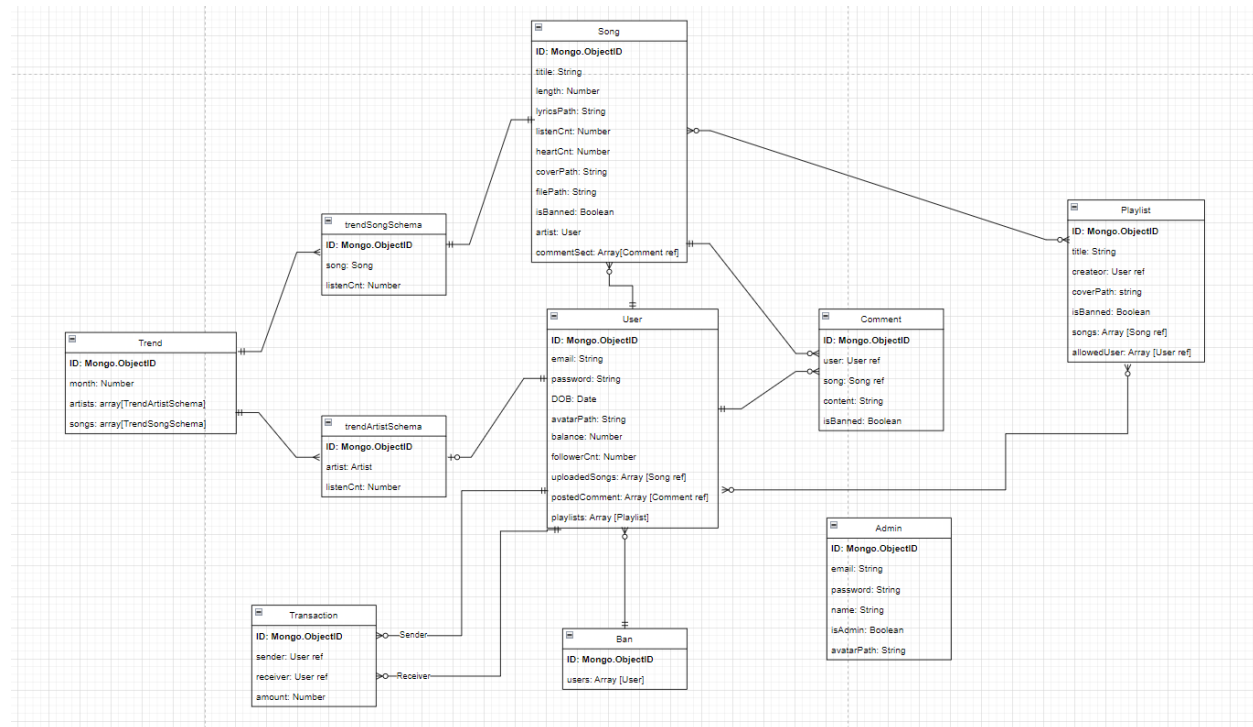 Song
ID: Mongo.ObjectID
titile: String
length: Number
lyricsPath: String
listenCnt: Number
heartCnt: Number
coverPath: String
filePath: String
isBanned: Boolean
artist: User
commentSect: Array[Comment ref]
trendSongSchema
ID: Mongo.ObjectID
song: Song
listenCnt: Number
Playlist
ID: Mongo.ObjectID
title: String
createor: User ref
coverPath: string
isBanned: Boolean
songs: Array [Song ref]
allowedUser: Array [User ref]
Trend
ID: Mongo.ObjectID
month: Number
artists: array[TrendArtistSchema]
songs: array[TrendSongSchema]
User
ID: Mongo.ObjectID
email: String
password: String
DOB: Date
avatarPath: String
balance: Number
followerCnt: Number
uploadedSongs: Array [Song ref]
postedComment: Array [Comment ref]
playlists: Array [Playlist]
Comment
ID: Mongo.ObjectID
user: User ref
song: Song ref
content: String
isBanned: Boolean
trendArtistSchema
ID: Mongo.ObjectID
artist: Artist
listenCnt: Number
Admin
ID: Mongo.ObjectID
email: String
password: String
name: String
isAdmin: Boolean
avatarPath: String
Transaction
ID: Mongo.ObjectID
sender: User ref
receiver: User ref
amount: Number
Sender
Receiver
Ban
ID: Mongo.ObjectID
users: Array [User]